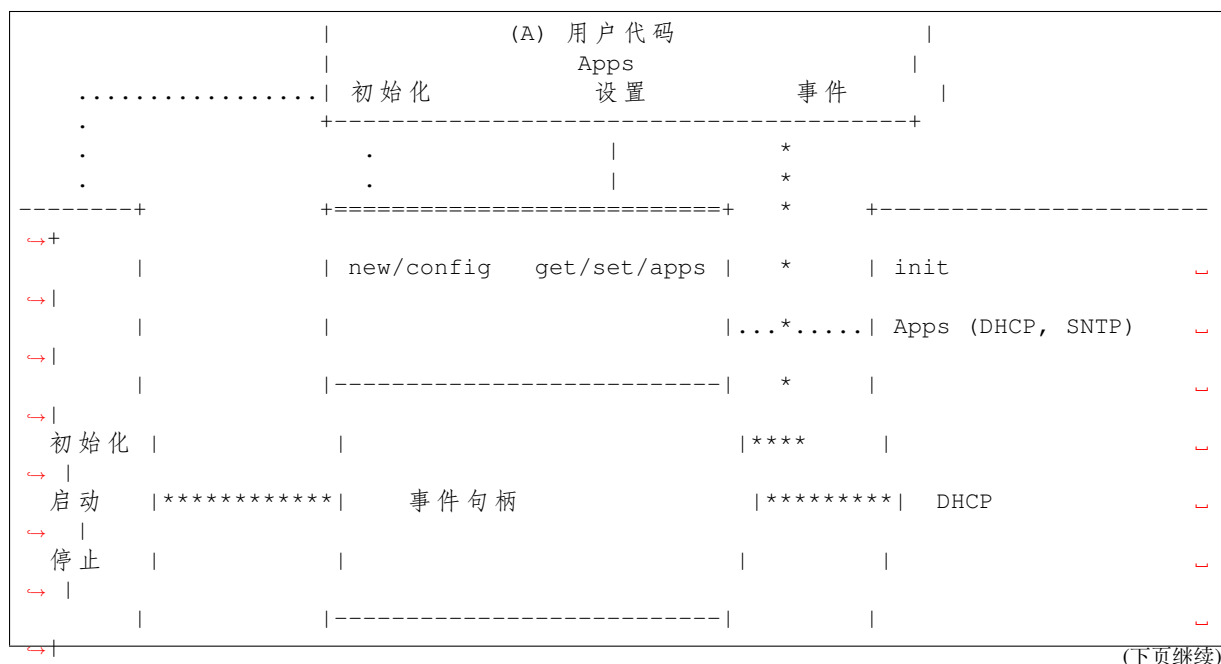 |            (A) 用户代码                  |
|                 Apps                   |
.................| 初始化           设置          事件       |
.                +----------------------------------------+
.                   .                |           *
.                   .                |           *
--------+             +===========================+   *     +-----------------------
↪+
        |             | new/config   get/set/apps |   *     | init                     ␣
↪|
        |             |                           |...*.....| Apps (DHCP, SNTP)       ␣
↪|
        |             |---------------------------|   *     |                         ␣
↪|
  初始化 |             |                           |****     |                         ␣
↪ |
  启动   |************|    事件句柄                |*********|  DHCP                   ␣
↪  |
  停止   |            |                           |         |                         ␣
↪ |
        |             |---------------------------|         |                         ␣
↪|
(下页继续)